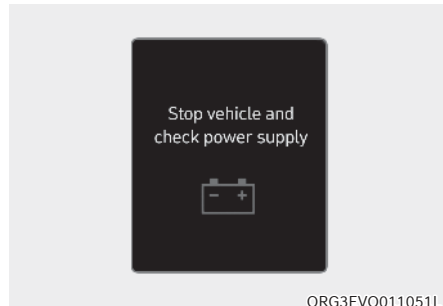 Stop vehicle and
check power supply
- +
ORG3EVQ011051L